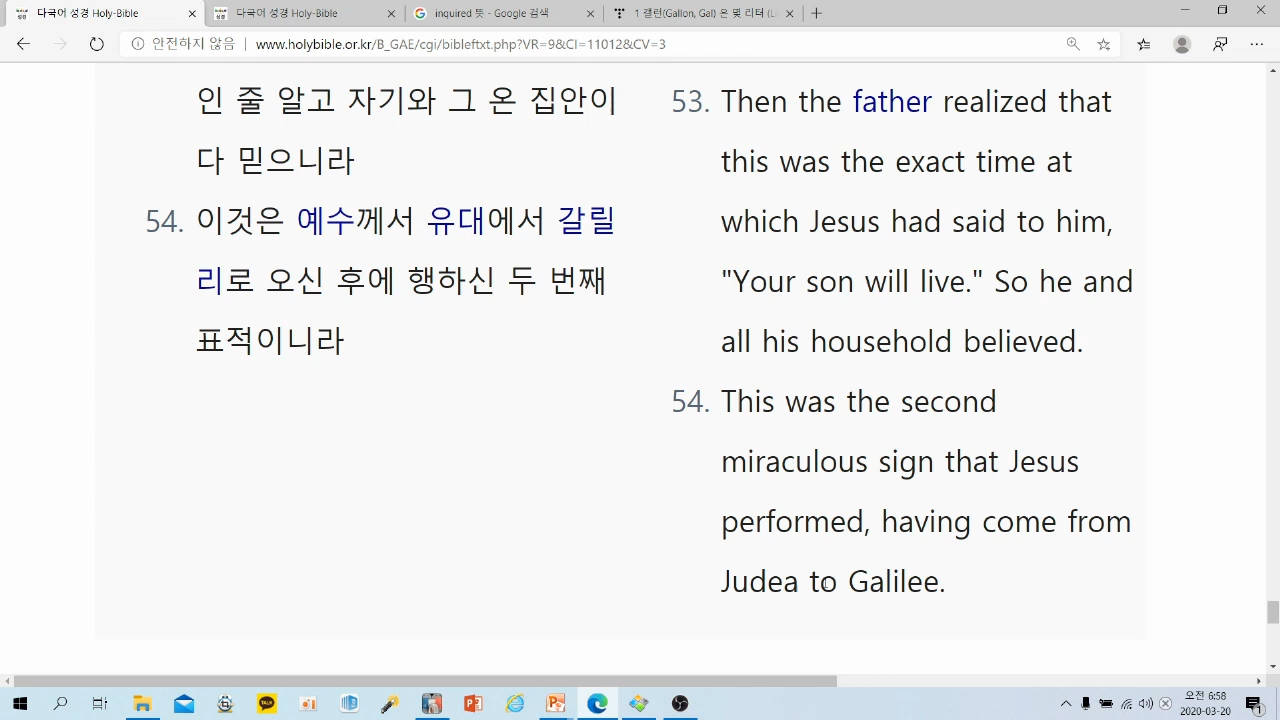 다국어 성경 Holy-Bible
다국어 성경 Holy-Bible
inquired 뜻 - Google 검색
1 갤런(Gallon, Gal) 은 몇 리터 (Li
안전하지 않음
www.holybible.or.kr/B_GAE/cgi/bibleftxt.php?VR=9&CI=11012&CV=3
인 줄 알고 자기와 그 온 집안이
다 믿으니라
54. 이것은 예수께서 유대에서 갈릴
리로 오신 후에 행하신 두 번째
표적이니라
53. Then the father realized that
this was the exact time at
which Jesus had said to him,
"Your son will live." So he and
all his household believed.
54. This was the second
miraculous sign that Jesus
performed, having come from
Judea to Galilee.
TALK
오전 6:58
2020-03-20
1